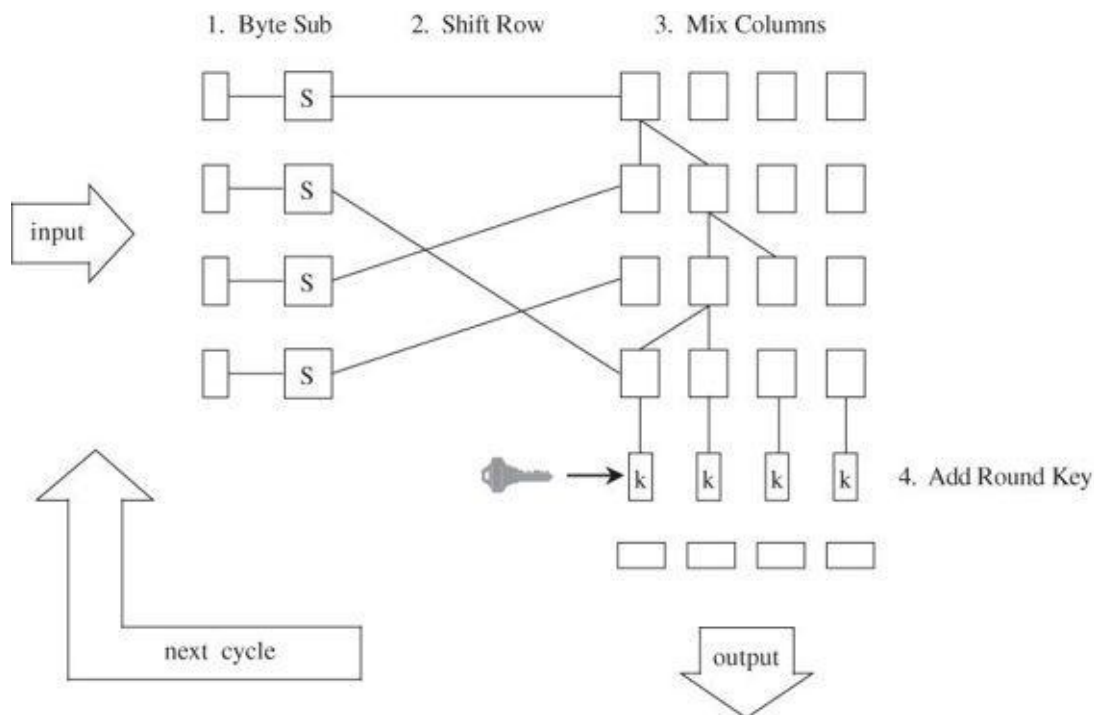 1. Byte Sub 2. Shift Row 3. Mix Columns
S
S
input
S
S
k k k k 4. Add Round Key
next cycle
output